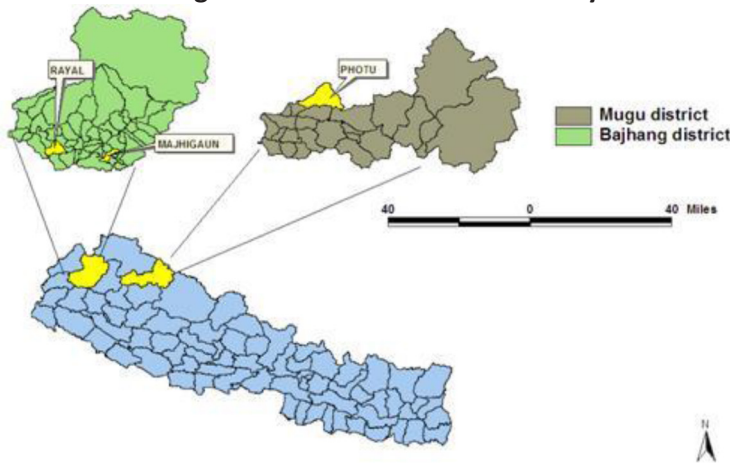 RAYAL
PHOTU
MAJHIGAUN
Mugu district
Bajhang district
40 0 40 Miles
N